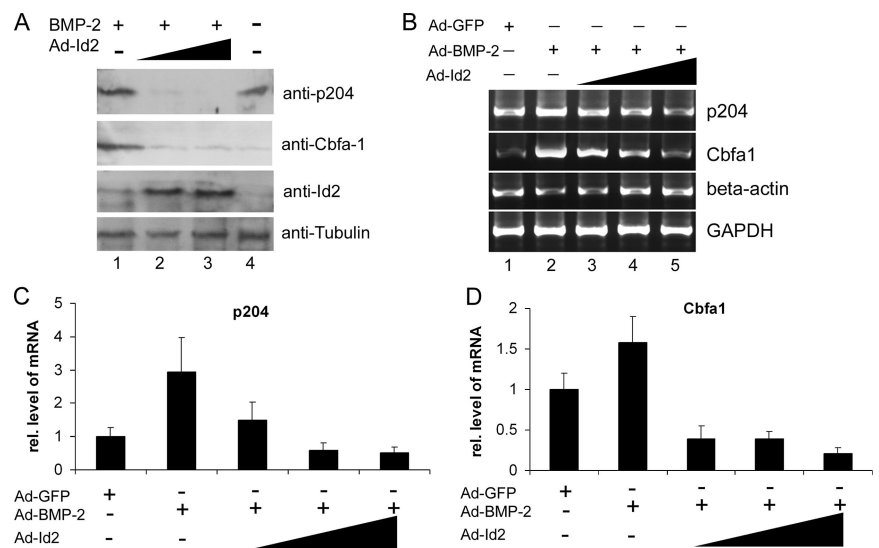 A
BMP-2 + + + -
Ad-Id2 - -
anti-p204
anti-Cbfa-1
anti-Id2
anti-Tubulin
1 2 3 4
B
Ad-GFP + – – – –
Ad-BMP-2 – + + + +
Ad-Id2 – –
p204
Cbfa1
beta-actin
GAPDH
1 2 3 4 5
C
p204
rel. level of mRNA
5
4
3
2
1
0
Ad-GFP + - - - -
Ad-BMP-2 - + + + +
Ad-Id2 - -
D
Cbfa1
rel. level of mRNA
2
1.5
1
0.5
0
Ad-GFP + - - - -
Ad-BMP-2 - + + + +
Ad-Id2 - -